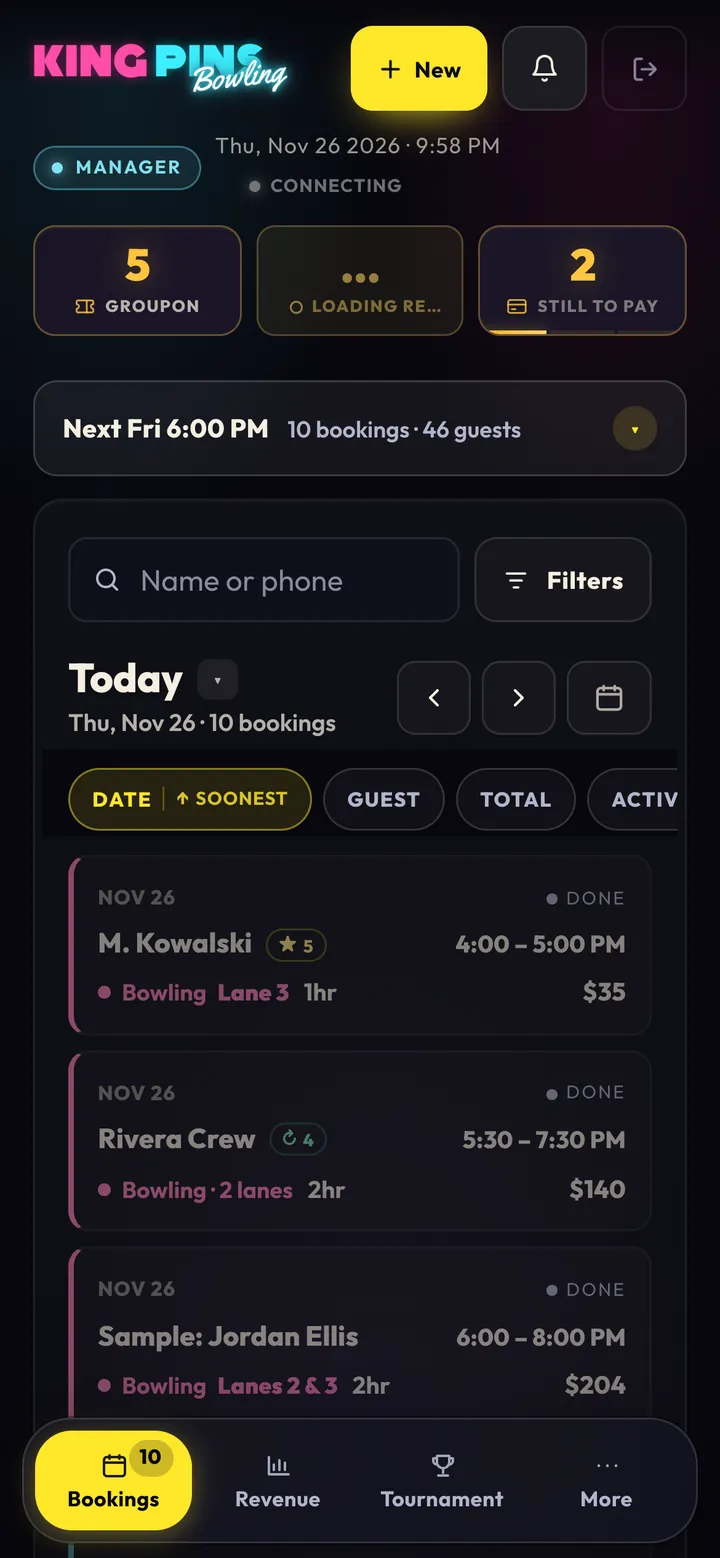 KING PINS
Bowling
+ New
MANAGER
Thu, Nov 26 2026 · 9:58 PM
CONNECTING
5
GROUPON
•••
LOADING RE…
2
STILL TO PAY
Next Fri 6:00 PM 10 bookings · 46 guests
Name or phone
Filters
Today
Thu, Nov 26 · 10 bookings
DATE ↑ SOONEST GUEST TOTAL ACTIV
NOV 26 DONE
M. Kowalski ★ 5 4:00 – 5:00 PM
Bowling Lane 3 1hr $35
NOV 26 DONE
Rivera Crew ↻ 4 5:30 – 7:30 PM
Bowling · 2 lanes 2hr $140
NOV 26 DONE
Sample: Jordan Ellis 6:00 – 8:00 PM
Bowling Lanes 2 & 3 2hr $204
10
Bookings Revenue Tournament More